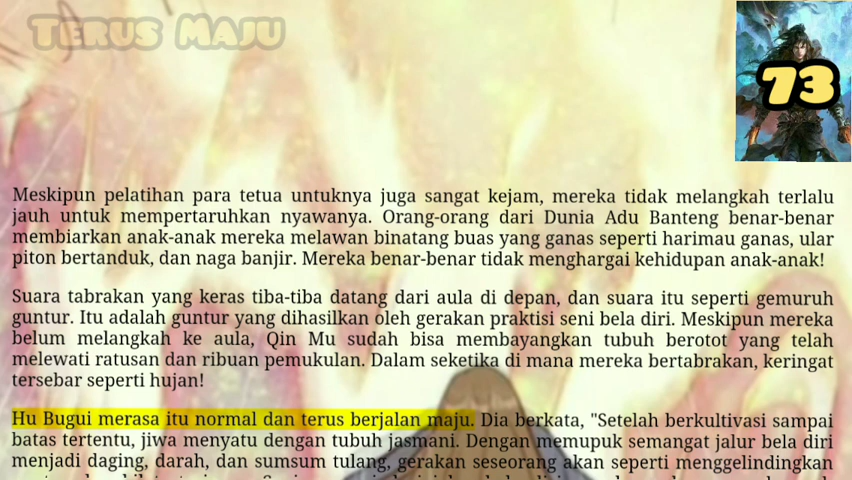 Terus Maju
73
Meskipun pelatihan para tetua untuknya juga sangat kejam, mereka tidak melangkah terlalu
jauh untuk mempertaruhkan nyawanya. Orang-orang dari Dunia Adu Banteng benar-benar
membiarkan anak-anak mereka melawan binatang buas yang ganas seperti harimau ganas, ular
piton bertanduk, dan naga banjir. Mereka benar-benar tidak menghargai kehidupan anak-anak!
Suara tabrakan yang keras tiba-tiba datang dari aula di depan, dan suara itu seperti gemuruh
guntur. Itu adalah guntur yang dihasilkan oleh gerakan praktisi seni bela diri. Meskipun mereka
belum melangkah ke aula, Qin Mu sudah bisa membayangkan tubuh berotot yang telah
melewati ratusan dan ribuan pemukulan. Dalam seketika di mana mereka bertabrakan, keringat
tersebar seperti hujan!
Hu Bugui merasa itu normal dan terus berjalan maju. Dia berkata, "Setelah berkultivasi sampai
batas tertentu, jiwa menyatu dengan tubuh jasmani. Dengan memupuk semangat jalur bela diri
menjadi daging, darah, dan sumsum tulang, gerakan seseorang akan seperti menggelindingkan